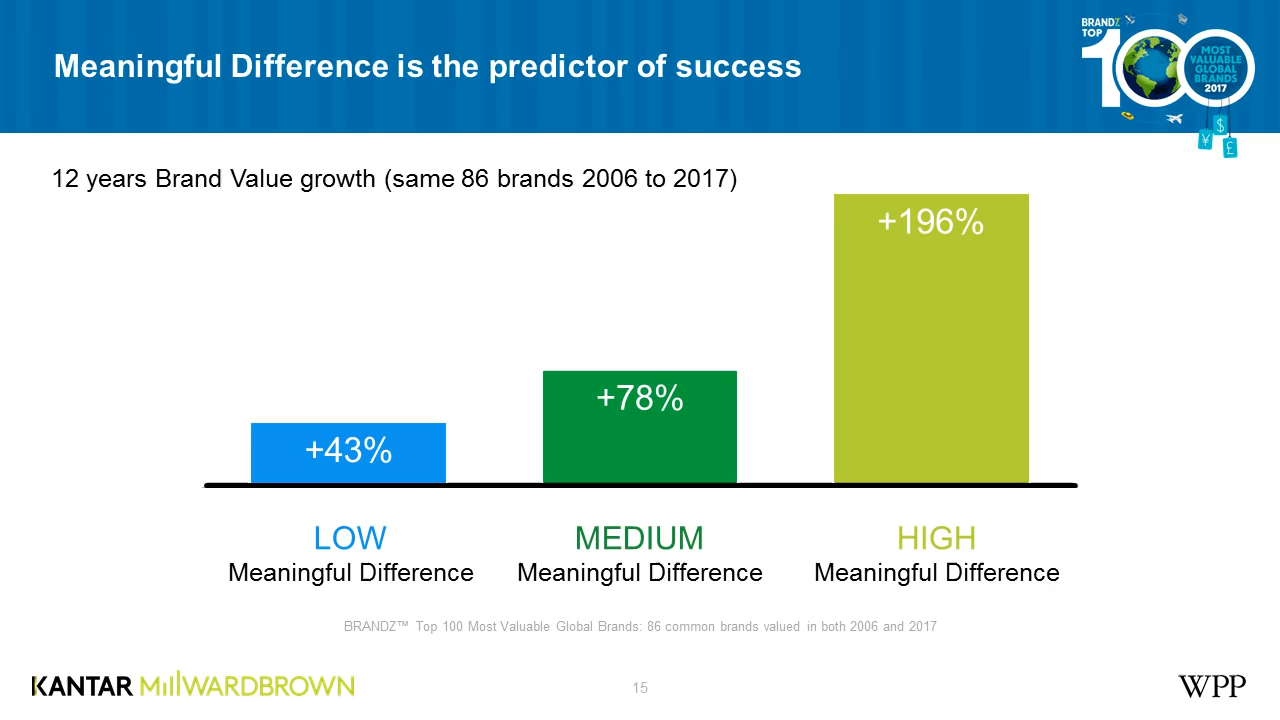 Meaningful Difference is the predictor of success
BRANDZ
TOP
100
MOST
VALUABLE
GLOBAL
BRANDS
2017
¥
$
£
12 years Brand Value growth (same 86 brands 2006 to 2017)
+43%
+78%
+196%
LOW
Meaningful Difference
MEDIUM
Meaningful Difference
HIGH
Meaningful Difference
BRANDZ™ Top 100 Most Valuable Global Brands: 86 common brands valued in both 2006 and 2017
KANTAR MillWARDBROWN
15
WPP